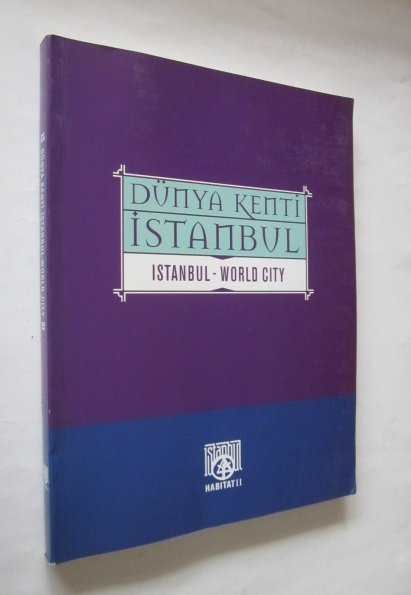 DÜNYA KENTİ
İSTANBUL
ISTANBUL - WORLD CITY
istanbul
HABITAT II
DÜNYA KENTİ İSTANBUL WORLD CITY